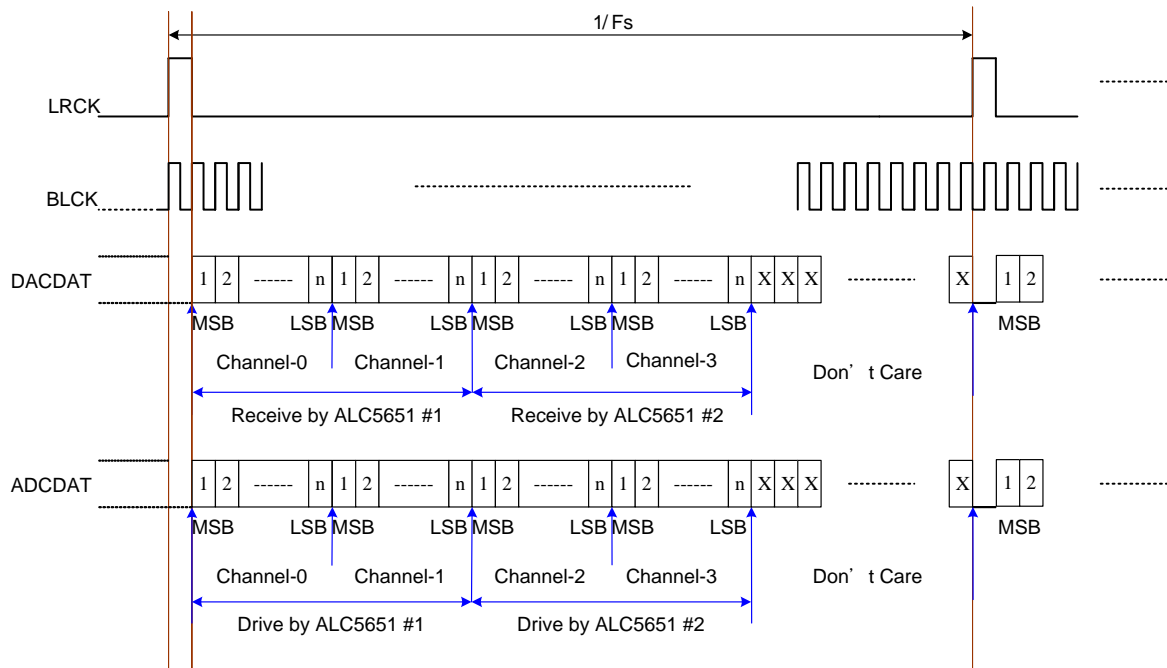 1/ Fs
LRCK
BLCK
DACDAT
1 2 ------ n 1 2 ------ n 1 2 ------ n 1 2 ------ n X X X X 1 2
MSB LSB MSB LSB MSB LSB MSB LSB MSB
Channel-0 Channel-1 Channel-2 Channel-3 Don’ t Care
Receive by ALC5651 #1 Receive by ALC5651 #2
ADCDAT
1 2 ------ n 1 2 ------ n 1 2 ------ n 1 2 ------ n X X X X 1 2
MSB LSB MSB LSB MSB LSB MSB LSB MSB
Channel-0 Channel-1 Channel-2 Channel-3 Don’ t Care
Drive by ALC5651 #1 Drive by ALC5651 #2